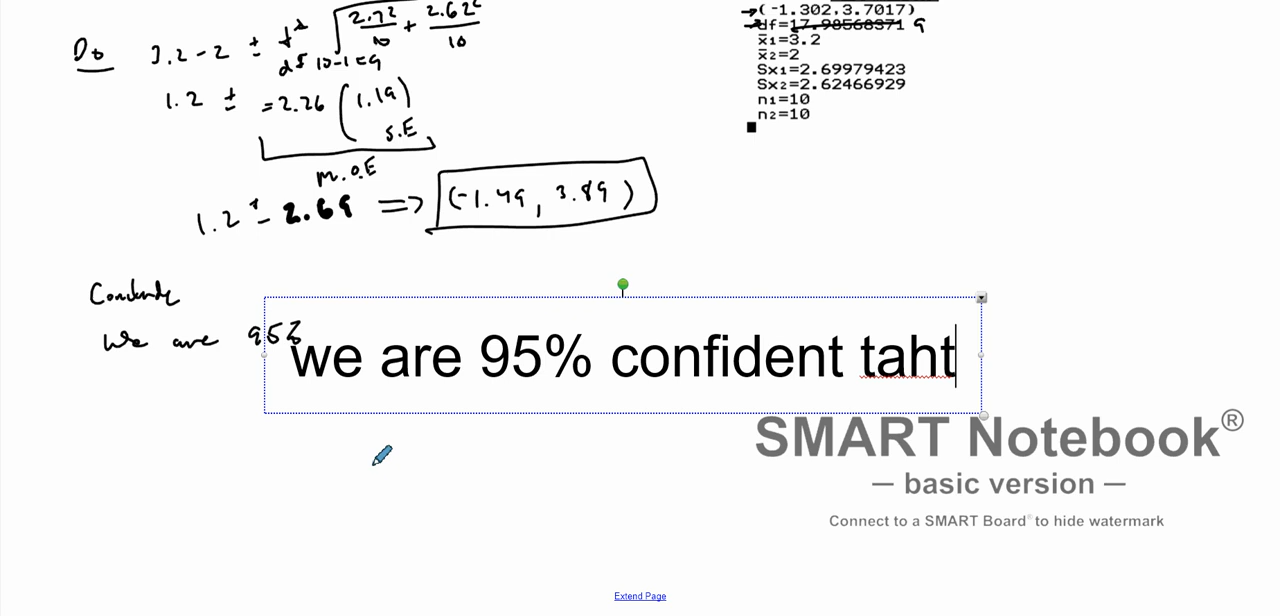 Do 3.2-2 ± t* √(2.7²/10 + 2.62²/10)
df 10-1=9
1.2 ± =2.26 (1.19)
S.E
m.O.E
1.2 ± 2.69 => (-1.49, 3.89)
(-1.302,3.7017)
df=17.98568371 9
x̄1=3.2
x̄2=2
Sx1=2.69979423
Sx2=2.62466929
n1=10
n2=10
Conclude
We are 95%
we are 95% confident taht
SMART Notebook®
— basic version —
Connect to a SMART Board® to hide watermark
Extend Page